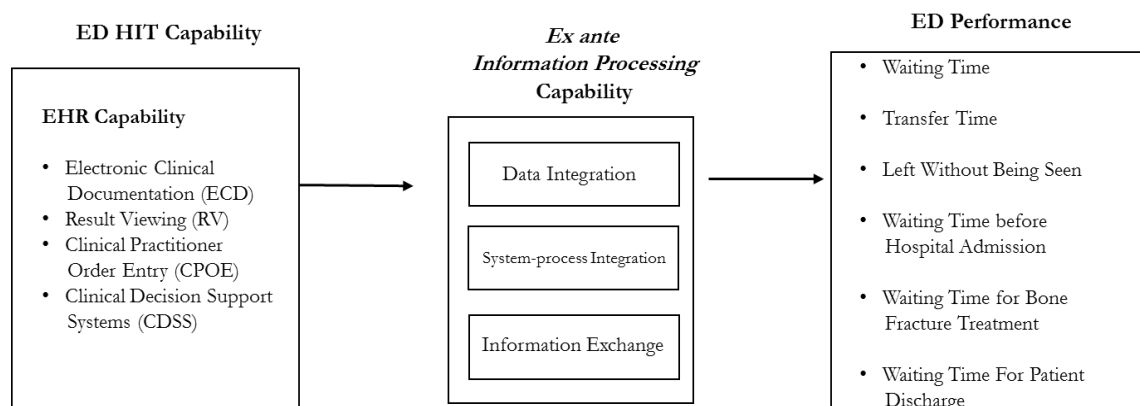 ED HIT Capability
EHR Capability
• Electronic Clinical
Documentation (ECD)
• Result Viewing (RV)
• Clinical Practitioner
Order Entry (CPOE)
• Clinical Decision Support
Systems (CDSS)
Ex ante
Information Processing
Capability
Data Integration
System-process Integration
Information Exchange
ED Performance
• Waiting Time
• Transfer Time
• Left Without Being Seen
• Waiting Time before
Hospital Admission
• Waiting Time for Bone
Fracture Treatment
• Waiting Time For Patient
Discharge